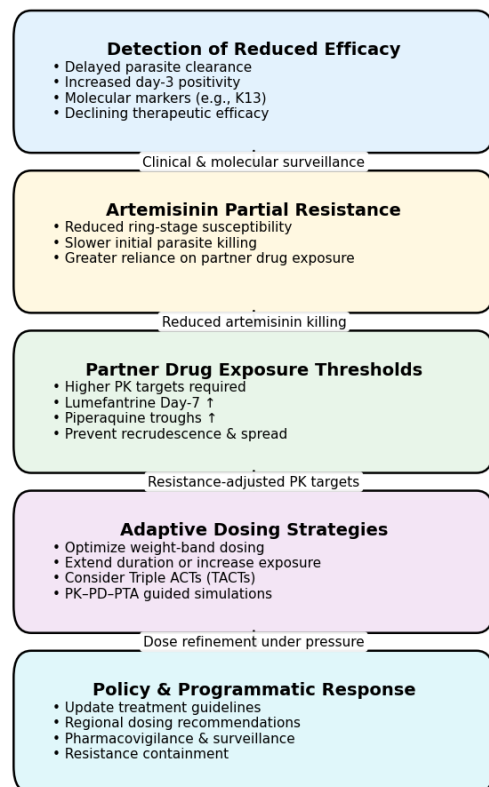 Detection of Reduced Efficacy
• Delayed parasite clearance
• Increased day-3 positivity
• Molecular markers (e.g., K13)
• Declining therapeutic efficacy
Clinical & molecular surveillance
Artemisinin Partial Resistance
• Reduced ring-stage susceptibility
• Slower initial parasite killing
• Greater reliance on partner drug exposure
Reduced artemisinin killing
Partner Drug Exposure Thresholds
• Higher PK targets required
• Lumefantrine Day-7 ↑
• Piperaquine troughs ↑
• Prevent recrudescence & spread
Resistance-adjusted PK targets
Adaptive Dosing Strategies
• Optimize weight-band dosing
• Extend duration or increase exposure
• Consider Triple ACTs (TACTs)
• PK–PD–PTA guided simulations
Dose refinement under pressure
Policy & Programmatic Response
• Update treatment guidelines
• Regional dosing recommendations
• Pharmacovigilance & surveillance
• Resistance containment